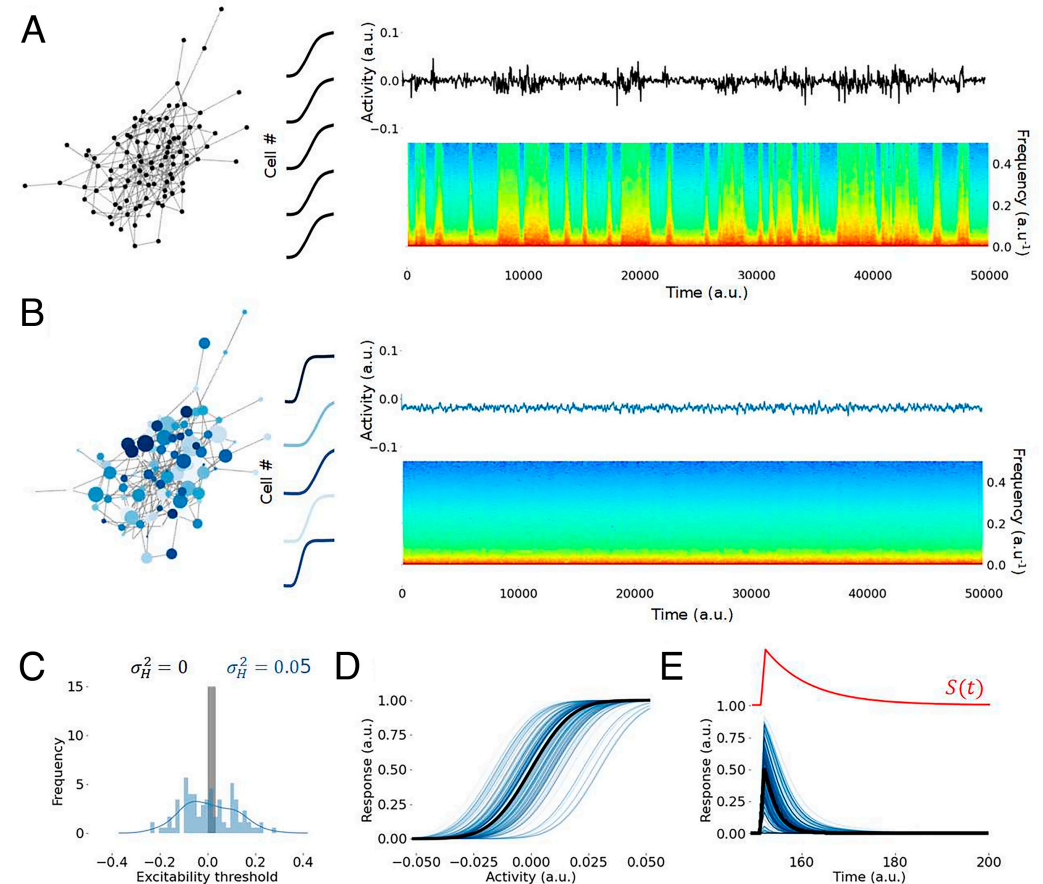 A
Cell #
Activity (a.u.)
0.1
0.0
−0.1
Frequency (a.u⁻¹)
0.4
0.2
0.0
0 10000 20000 30000 40000 50000
Time (a.u.)
B
Cell #
Activity (a.u.)
0.1
0.0
−0.1
Frequency (a.u⁻¹)
0.4
0.2
0.0
0 10000 20000 30000 40000 50000
Time (a.u.)
C
σ²_H = 0 σ²_H = 0.05
Frequency
15
10
5
0
−0.4 −0.2 0.0 0.2 0.4
Excitability threshold
D
Response (a.u.)
1.00
0.75
0.50
0.25
0.00
−0.050 −0.025 0.000 0.025 0.050
Activity (a.u.)
E
S(t)
Response (a.u.)
1.00
0.75
0.50
0.25
0.00
160 180 200
Time (a.u.)